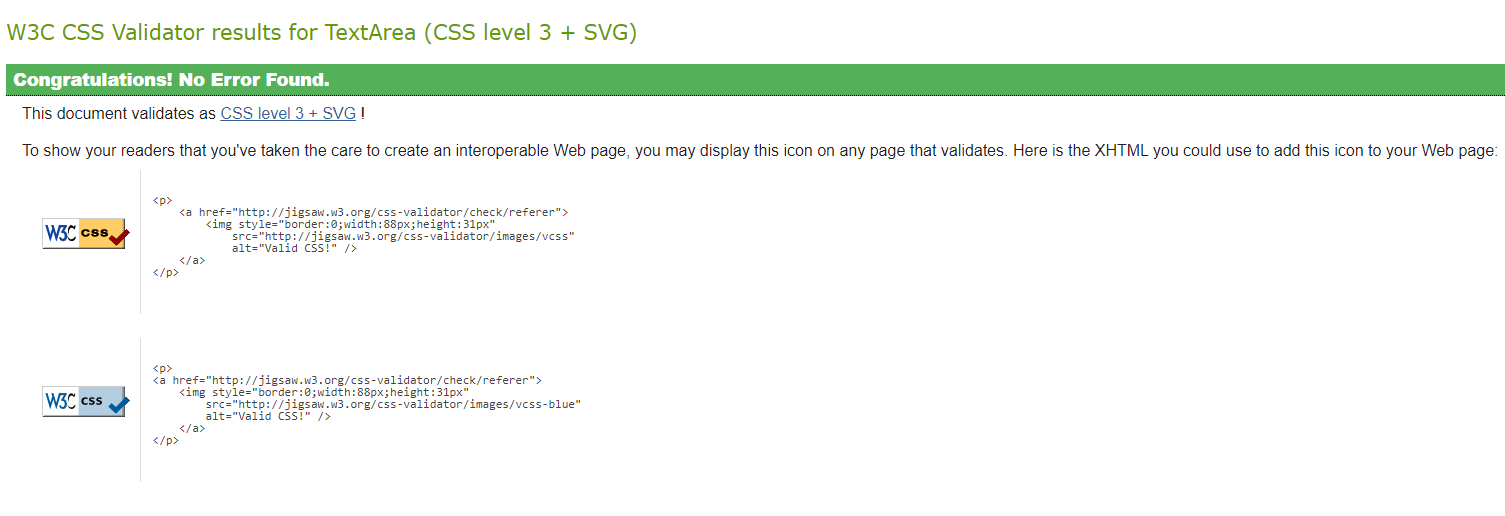 W3C CSS Validator results for TextArea (CSS level 3 + SVG)
Congratulations! No Error Found.
This document validates as CSS level 3 + SVG !
To show your readers that you've taken the care to create an interoperable Web page, you may display this icon on any page that validates. Here is the XHTML you could use to add this icon to your Web page:
W3C css
<p>
    <a href="http://jigsaw.w3.org/css-validator/check/referer">
        <img style="border:0;width:88px;height:31px"
            src="http://jigsaw.w3.org/css-validator/images/vcss"
            alt="Valid CSS!" />
    </a>
</p>
W3C css
<p>
<a href="http://jigsaw.w3.org/css-validator/check/referer">
    <img style="border:0;width:88px;height:31px"
        src="http://jigsaw.w3.org/css-validator/images/vcss-blue"
        alt="Valid CSS!" />
    </a>
</p>